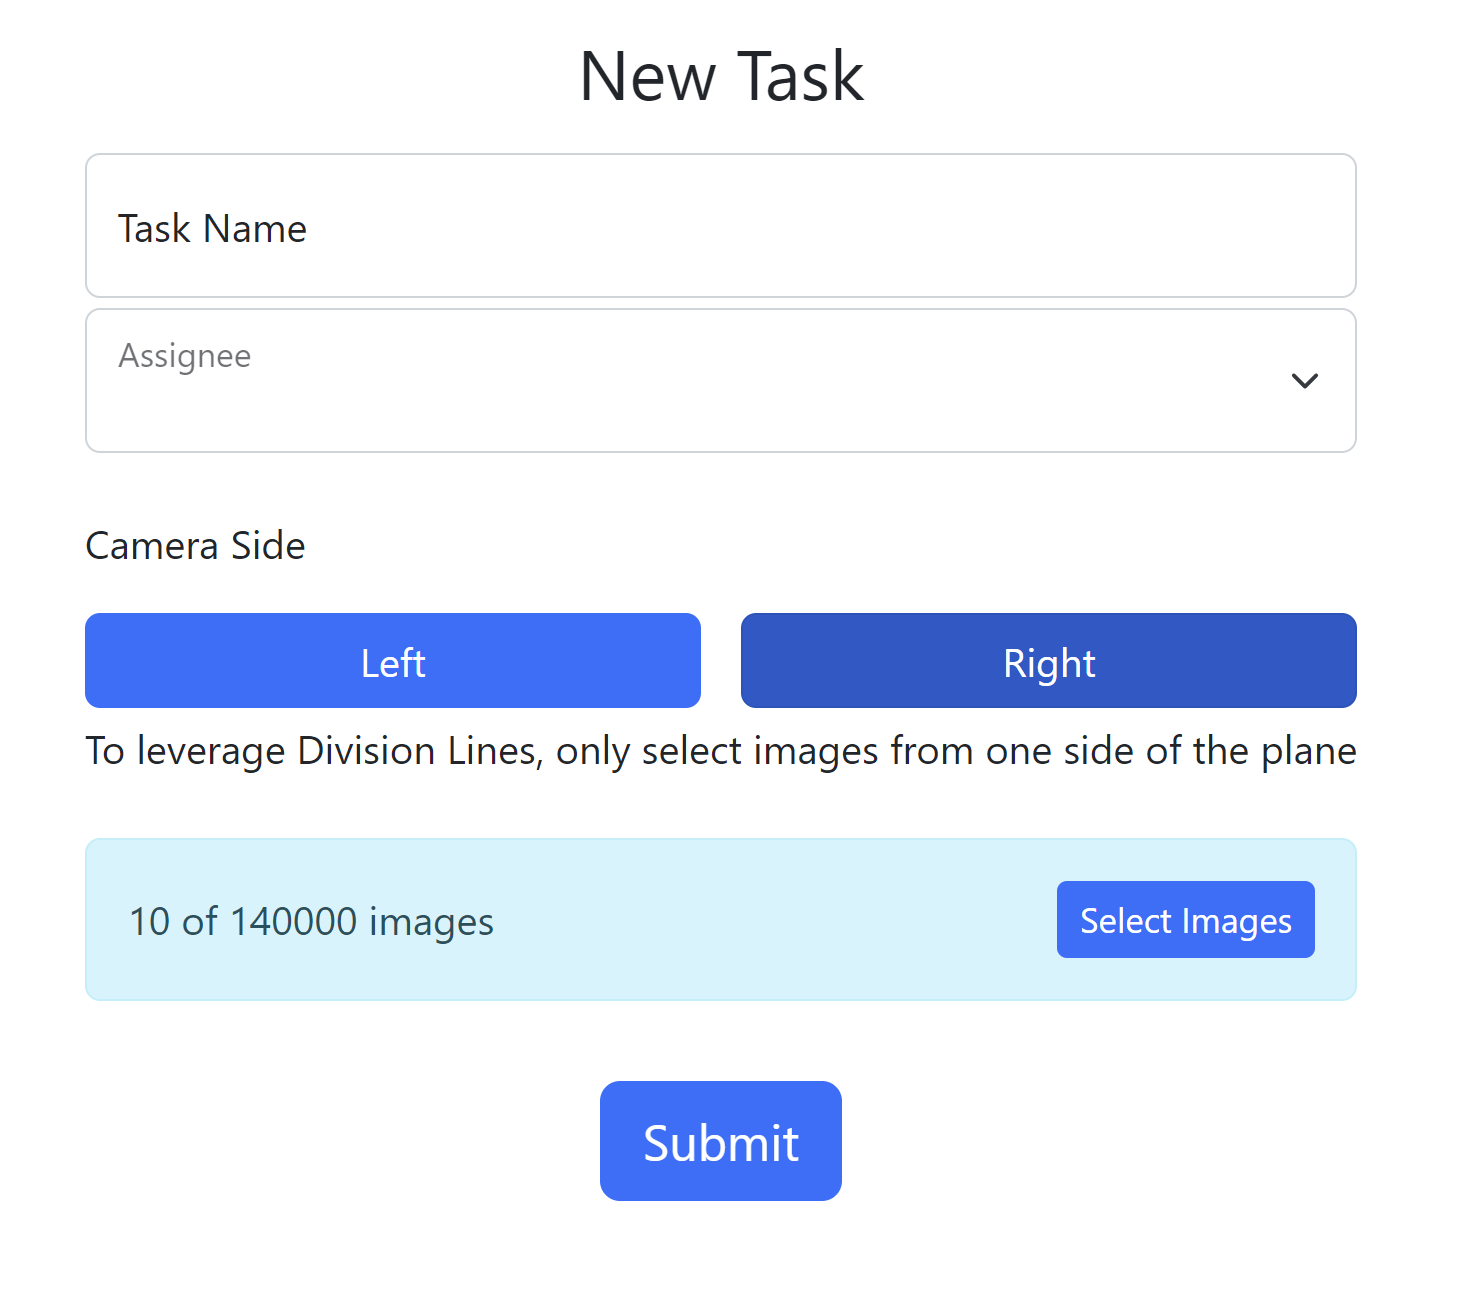 New Task
Task Name
Assignee
Camera Side
Left
Right
To leverage Division Lines, only select images from one side of the plane
10 of 140000 images
Select Images
Submit